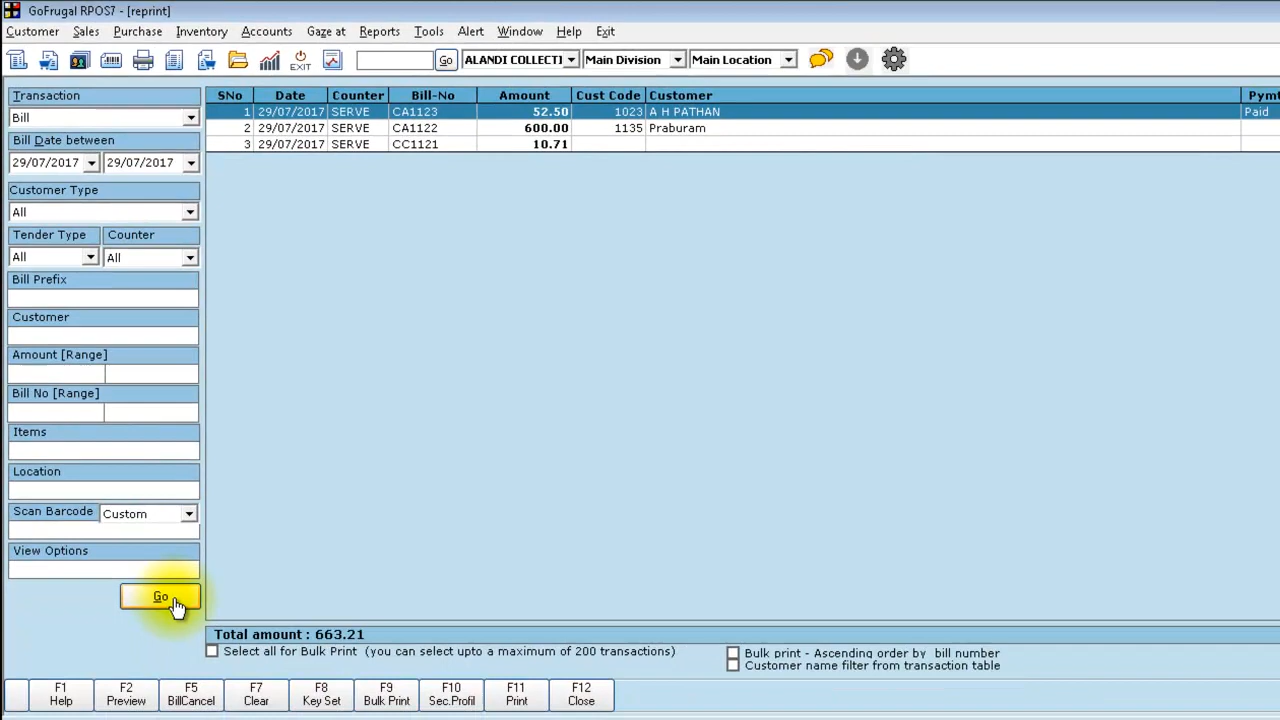 GoFrugal RPOS7 - [reprint]
Customer Sales Purchase Inventory Accounts Gaze at Reports Tools Alert Window Help Exit
EXIT Go ALANDI COLLECTI Main Division Main Location
Transaction
Bill
Bill Date between
29/07/2017 29/07/2017
Customer Type
All
Tender Type Counter
All All
Bill Prefix
Customer
Amount [Range]
Bill No [Range]
Items
Location
Scan Barcode Custom
View Options
Go
SNo Date Counter Bill-No Amount Cust Code Customer Pym
1 29/07/2017 SERVE CA1123 52.50 1023 A H PATHAN Paid
2 29/07/2017 SERVE CA1122 600.00 1135 Praburam
3 29/07/2017 SERVE CC1121 10.71
Total amount : 663.21
Select all for Bulk Print (you can select upto a maximum of 200 transactions)
Bulk print - Ascending order by bill number
Customer name filter from transaction table
F1 F2 F5 F7 F8 F9 F10 F11 F12
Help Preview BillCancel Clear Key Set Bulk Print Sec.Profil Print Close